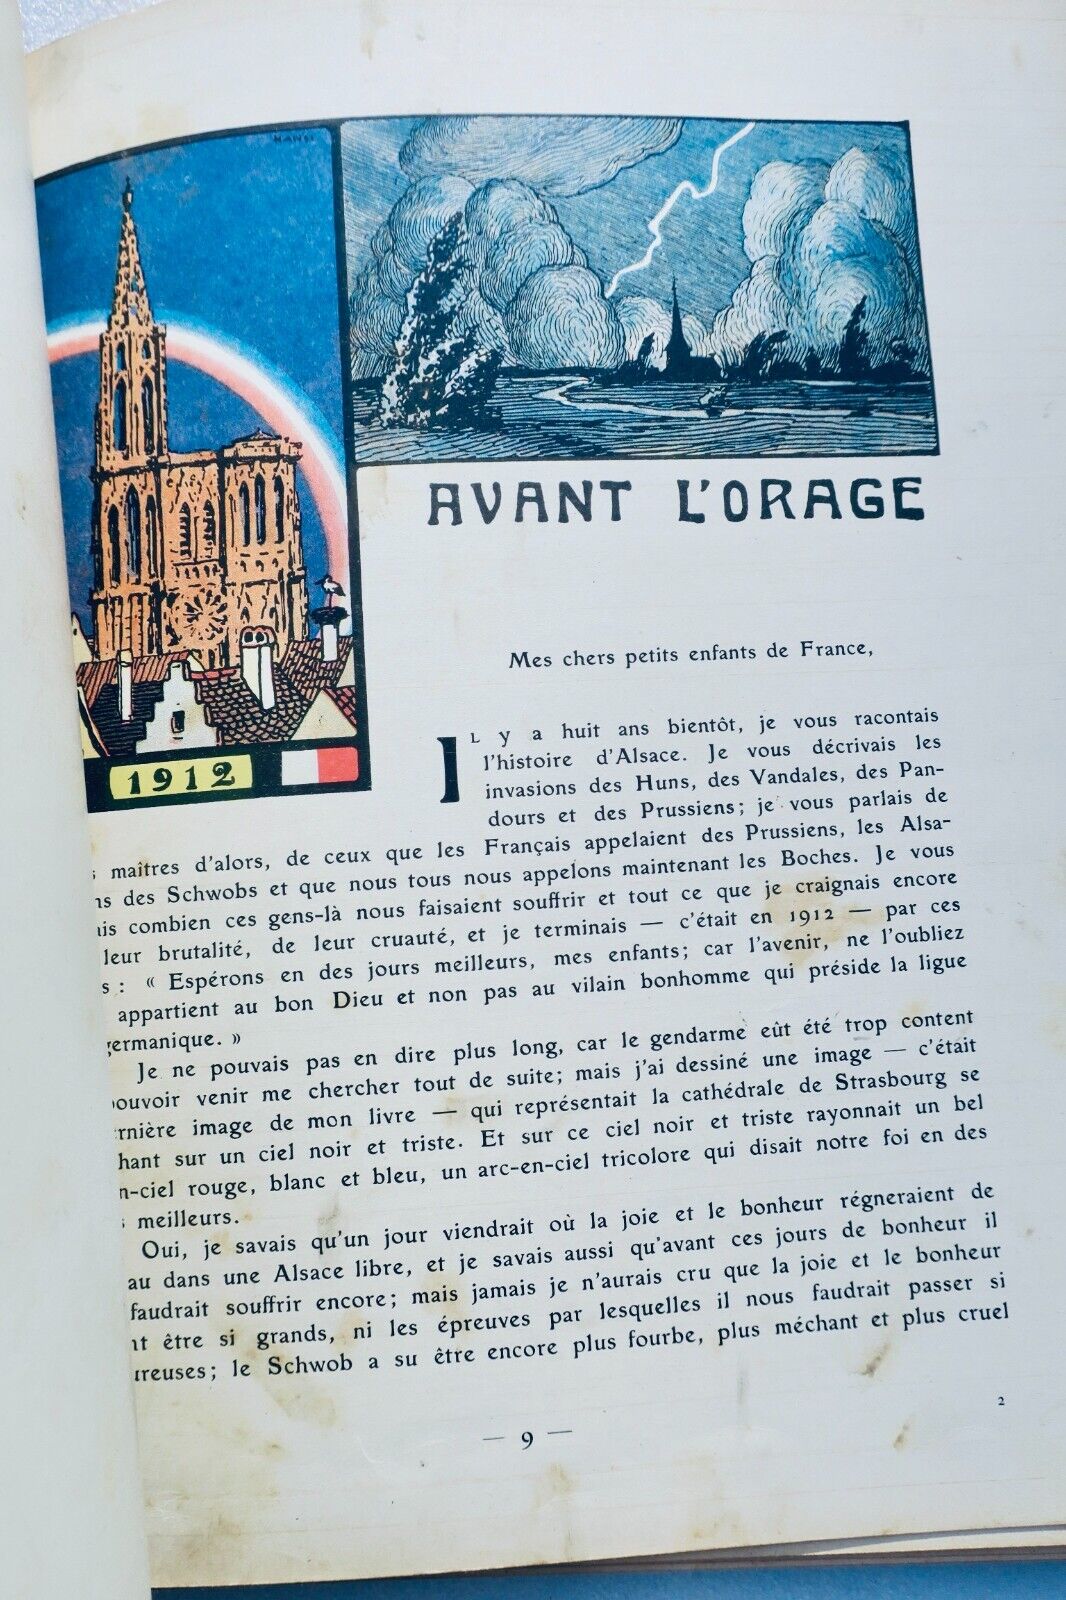 HANSI
AVANT L'ORAGE
1912
Mes chers petits enfants de France,
IL y a huit ans bientôt, je vous racontais
l'histoire d'Alsace. Je vous décrivais les
invasions des Huns, des Vandales, des Pan-
dours et des Prussiens; je vous parlais de
maîtres d'alors, de ceux que les Français appelaient des Prussiens, les Alsa-
ns des Schwobs et que nous tous nous appelons maintenant les Boches. Je vous
ais combien ces gens-là nous faisaient souffrir et tout ce que je craignais encore
leur brutalité, de leur cruauté, et je terminais — c'était en 1912 — par ces
s : « Espérons en des jours meilleurs, mes enfants; car l'avenir, ne l'oubliez
appartient au bon Dieu et non pas au vilain bonhomme qui préside la ligue
germanique. »
Je ne pouvais pas en dire plus long, car le gendarme eût été trop content
ouvoir venir me chercher tout de suite; mais j'ai dessiné une image — c'était
rnière image de mon livre — qui représentait la cathédrale de Strasbourg se
hant sur un ciel noir et triste. Et sur ce ciel noir et triste rayonnait un bel
n-ciel rouge, blanc et bleu, un arc-en-ciel tricolore qui disait notre foi en des
meilleurs.
Oui, je savais qu'un jour viendrait où la joie et le bonheur régneraient de
au dans une Alsace libre, et je savais aussi qu'avant ces jours de bonheur il
faudrait souffrir encore; mais jamais je n'aurais cru que la joie et le bonheur
nt être si grands, ni les épreuves par lesquelles il nous faudrait passer si
ureuses; le Schwob a su être encore plus fourbe, plus méchant et plus cruel
2
— 9 —